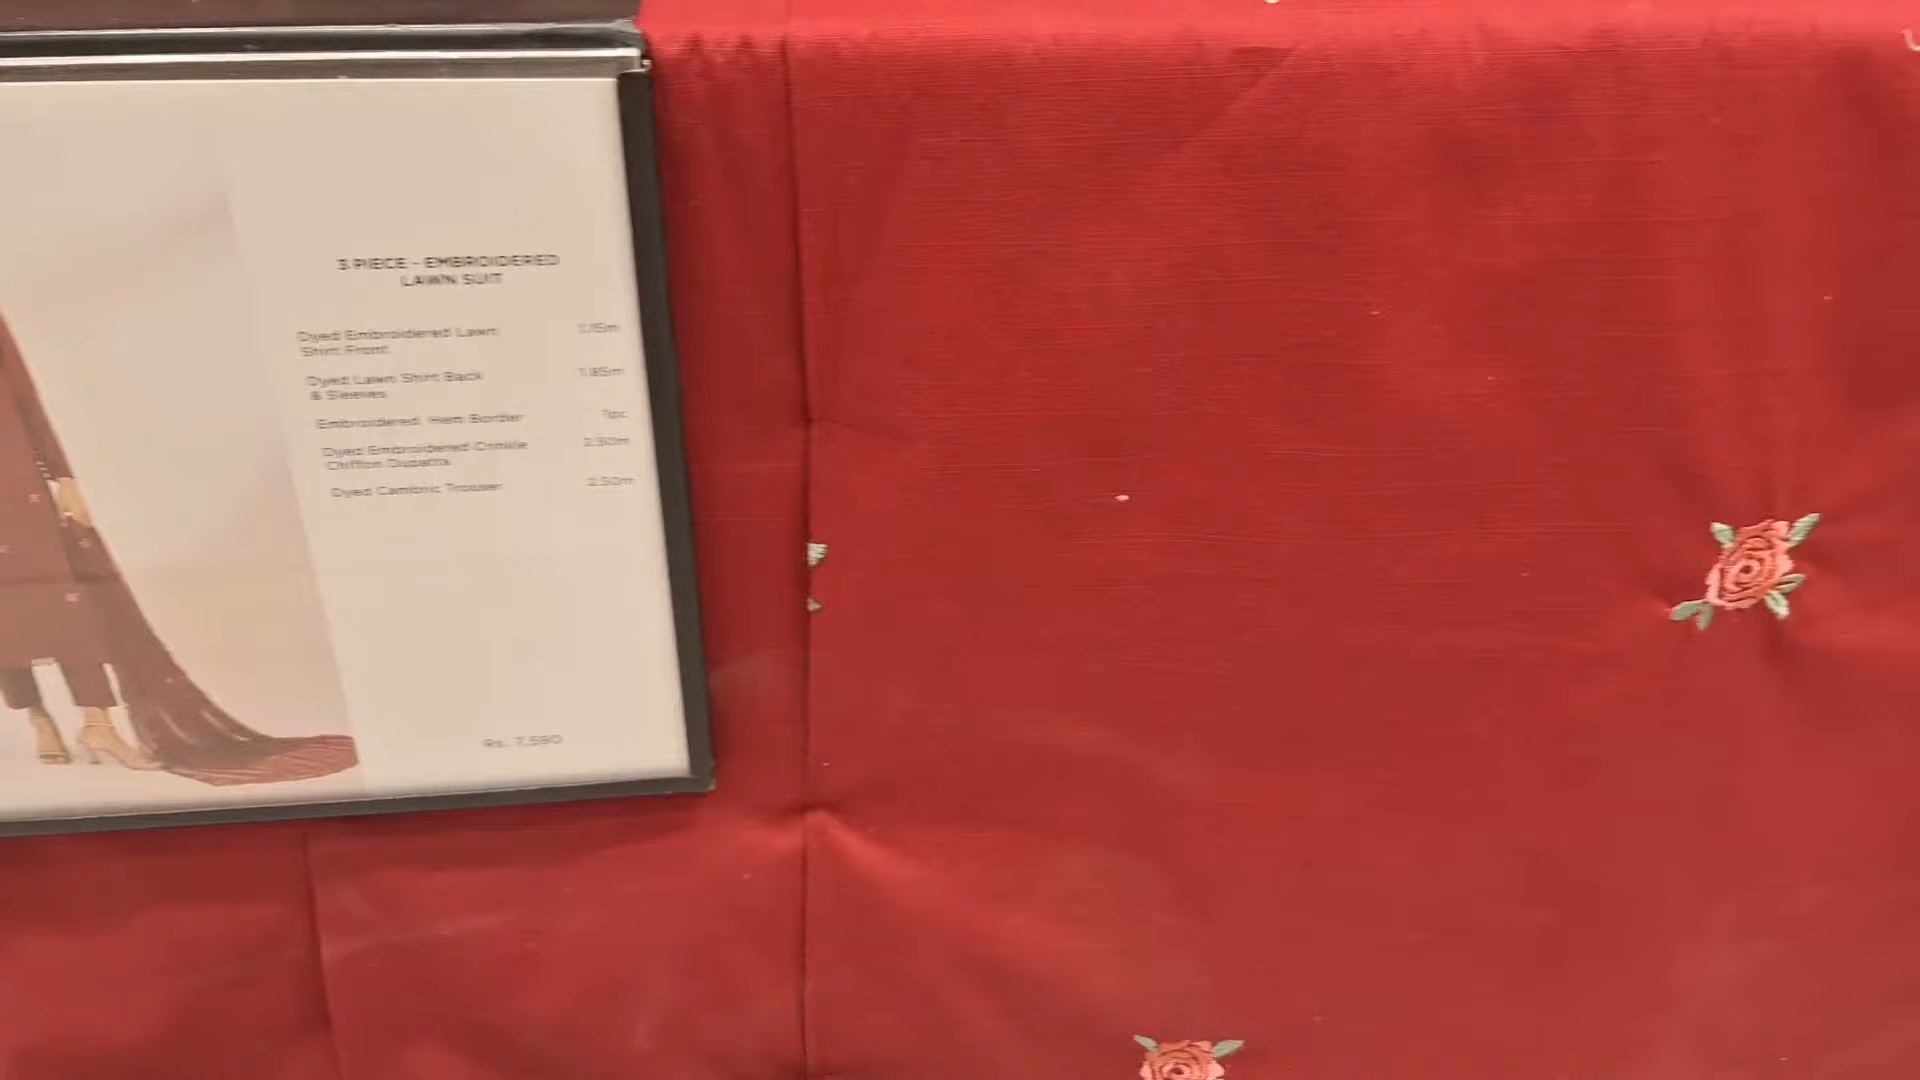 3 PIECE - EMBROIDERED
LAWN SUIT
Dyed Embroidered Lawn 1.15m
Shirt Front
Dyed Lawn Shirt Back 1.85m
& Sleeves
Embroidered Hem Border 1pc
Dyed Embroidered Crinkle 2.50m
Chiffon Dupatta
Dyed Cambric Trouser 2.50m
Rs. 7,590